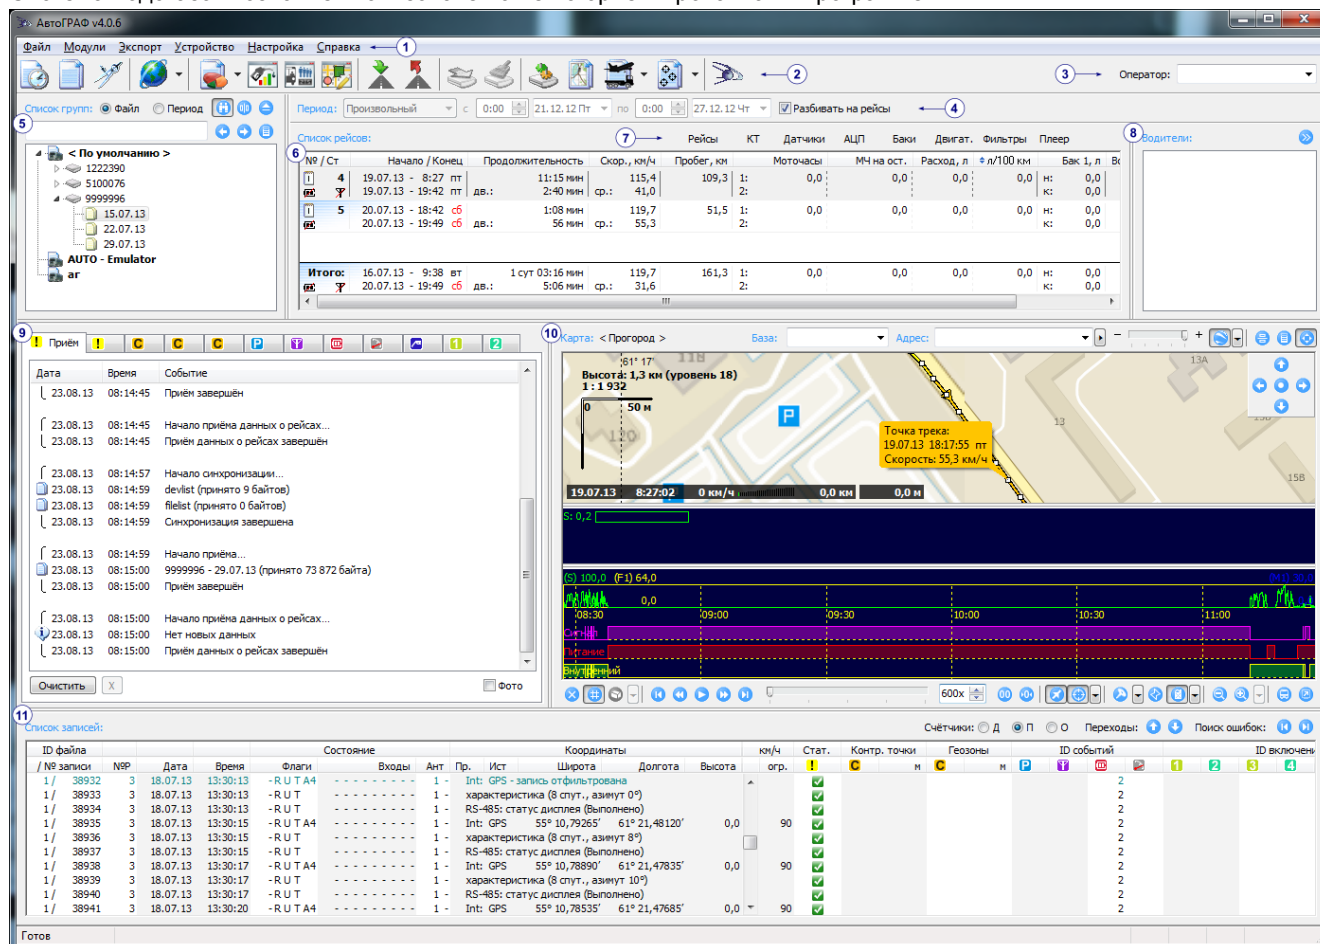 АвтоГРАФ v4.0.6
Файл Модули Экспорт Устройство Настройка Справка 1
2 3 Оператор:
Список групп: Файл Период
Период: Произвольный с 0:00 21.12.12 Пт по 0:00 27.12.12 Чт Разбивать на рейсы 4
5
< По умолчанию >
1222390
5100076
9999996
15.07.13
22.07.13
29.07.13
AUTO - Emulator
ar
Список рейсов: 7 Рейсы КТ Датчики АЦП Баки Двигат. Фильтры Плеер
6
№ / Ст Начало / Конец Продолжительность Скор., км/ч Пробег, км Моточасы МЧ на ост. Расход, л л/100 км Бак 1, л
4 19.07.13 - 8:27 пт 11:15 мин 115,4 109,3 1: 0,0 0,0 0,0 0,0 н: 0,0
19.07.13 - 19:42 пт дв.: 2:40 мин ср.: 41,0 2: к: 0,0
5 20.07.13 - 18:42 сб 1:08 мин 119,7 51,5 1: 0,0 0,0 0,0 0,0 н: 0,0
20.07.13 - 19:49 сб дв.: 56 мин ср.: 55,3 2: к: 0,0
Итого: 16.07.13 - 9:38 вт 1 сут 03:16 мин 119,7 161,3 1: 0,0 0,0 0,0 0,0 н: 0,0
20.07.13 - 19:49 сб дв.: 5:06 мин ср.: 31,6 2: к: 0,0
8 Водители:
9
Приём
Дата Время Событие
23.08.13 08:14:45 Приём завершён
23.08.13 08:14:45 Начало приёма данных о рейсах...
23.08.13 08:14:45 Приём данных о рейсах завершён
23.08.13 08:14:57 Начало синхронизации...
23.08.13 08:14:59 devlist (принято 9 байтов)
23.08.13 08:14:59 filelist (принято 0 байтов)
23.08.13 08:14:59 Синхронизация завершена
23.08.13 08:14:59 Начало приёма...
23.08.13 08:15:00 9999996 - 29.07.13 (принято 73 872 байта)
23.08.13 08:15:00 Приём завершён
23.08.13 08:15:00 Начало приёма данных о рейсах...
23.08.13 08:15:00 Нет новых данных
23.08.13 08:15:00 Приём данных о рейсах завершён
Очистить X Фото
10 Карта: < Прогород > База: Адрес:
61° 17'
Высота: 1,3 км (уровень 18)
1 : 1 932
0 50 м
118
120
P
13A
13
15B
Точка трека:
19.07.13 18:17:55 пт
Скорость: 55,3 км/ч
19.07.13 8:27:02 0 км/ч 0,0 км 0,0 м
S: 0,2
(S) 100,0 (F1) 64,0
0,0
08:30 09:00 09:30 10:00 10:30 11:00
Сигнал
Питание
Внутренний
600x
11
Список записей: Счётчики: Д П О Переходы: Поиск ошибок:
ID файла Состояние Координаты км/ч Стат. Контр. точки Геозоны ID событий ID включени
/ № записи №Р Дата Время Флаги Входы Ант Пр. Ист Широта Долгота Высота огр. ! C м C м P 1 2 3 4
1 / 38932 3 18.07.13 13:30:13 - R U T A4 - - - - - - - - - 1 - Int: GPS - запись отфильтрована 2
1 / 38933 3 18.07.13 13:30:13 - R U T - - - - - - - - - 1 - характеристика (8 спут., азимут 0°) 2
1 / 38934 3 18.07.13 13:30:13 - R U T - - - - - - - - - 1 - RS-485: статус дисплея (Выполнено) 2
1 / 38935 3 18.07.13 13:30:15 - R U T A4 - - - - - - - - - 1 - Int: GPS 55° 10,79265' 61° 21,48120' 0,0 90 2
1 / 38936 3 18.07.13 13:30:15 - R U T - - - - - - - - - 1 - характеристика (8 спут., азимут 8°) 2
1 / 38937 3 18.07.13 13:30:15 - R U T - - - - - - - - - 1 - RS-485: статус дисплея (Выполнено) 2
1 / 38938 3 18.07.13 13:30:17 - R U T A4 - - - - - - - - - 1 - Int: GPS 55° 10,78890' 61° 21,47835' 0,0 90 2
1 / 38939 3 18.07.13 13:30:17 - R U T - - - - - - - - - 1 - характеристика (8 спут., азимут 10°) 2
1 / 38940 3 18.07.13 13:30:17 - R U T - - - - - - - - - 1 - RS-485: статус дисплея (Выполнено) 2
1 / 38941 3 18.07.13 13:30:20 - R U T A4 - - - - - - - - - 1 - Int: GPS 55° 10,78535' 61° 21,47685' 0,0 90 2
Готов